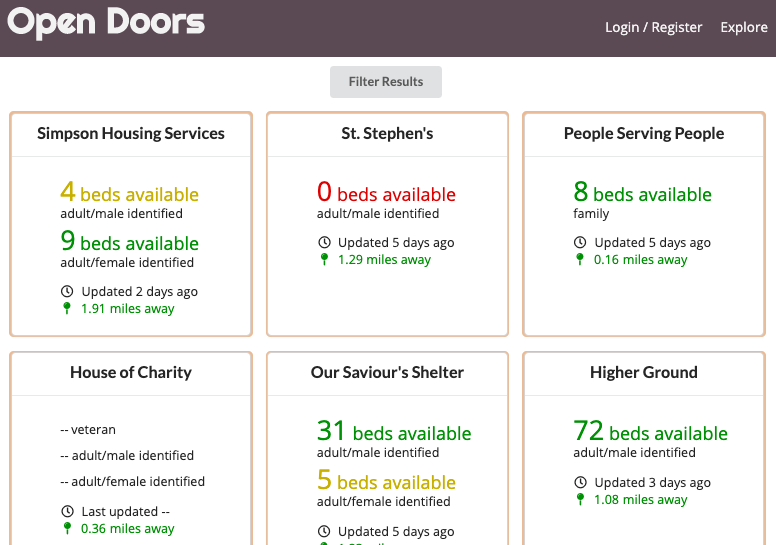 Open Doors
Login / Register Explore
Filter Results
Simpson Housing Services
4 beds available
adult/male identified
9 beds available
adult/female identified
Updated 2 days ago
1.91 miles away
St. Stephen's
0 beds available
adult/male identified
Updated 5 days ago
1.29 miles away
People Serving People
8 beds available
family
Updated 5 days ago
0.16 miles away
House of Charity
-- veteran
-- adult/male identified
-- adult/female identified
Last updated --
0.36 miles away
Our Saviour's Shelter
31 beds available
adult/male identified
5 beds available
adult/female identified
Updated 5 days ago
Higher Ground
72 beds available
adult/male identified
Updated 3 days ago
1.08 miles away